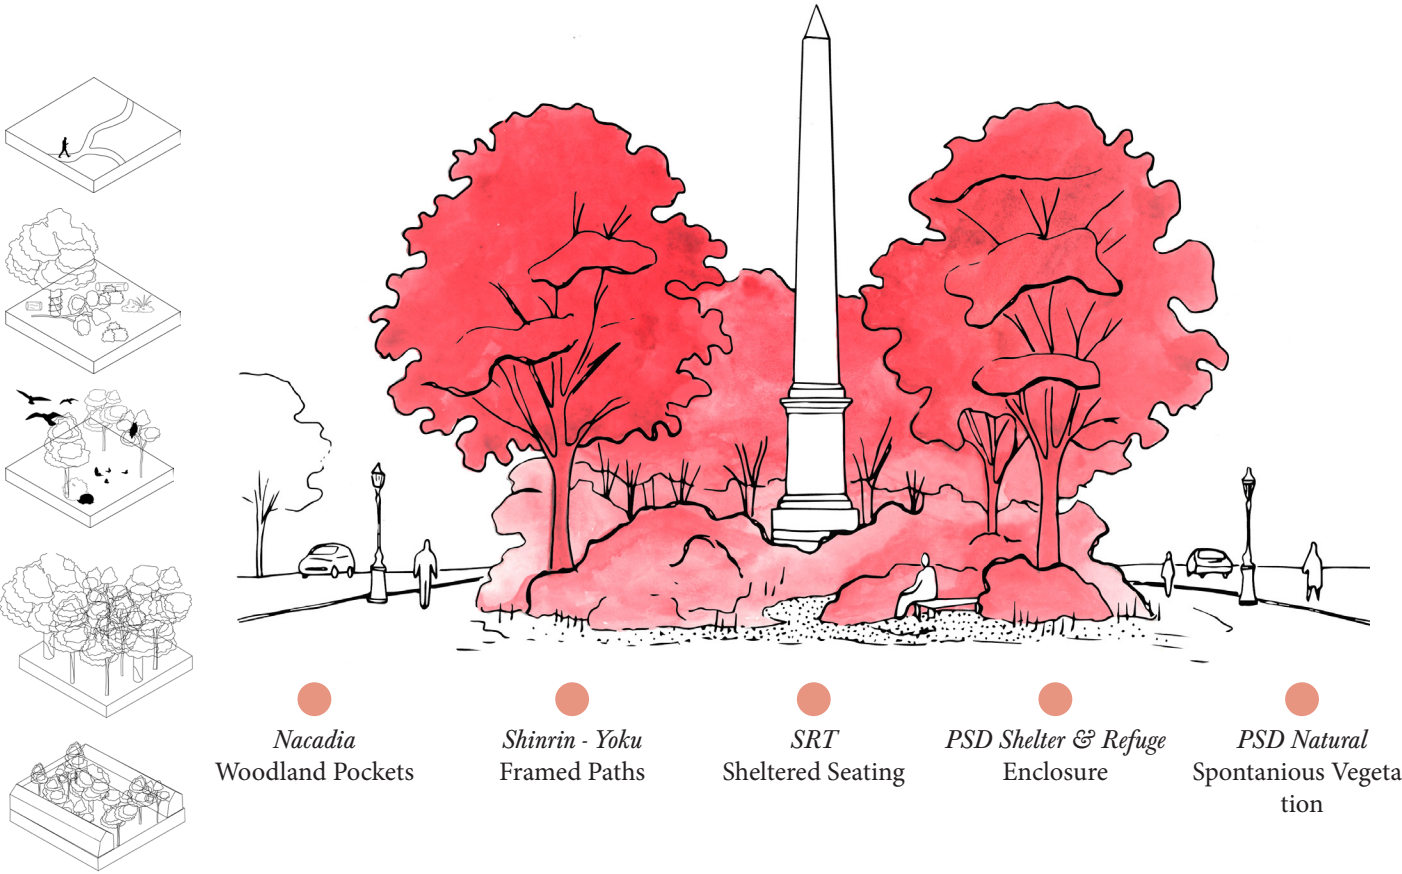 Nacadia
Woodland Pockets
Shinrin - Yoku
Framed Paths
SRT
Sheltered Seating
PSD Shelter & Refuge
Enclosure
PSD Natural
Spontanious Vegeta
tion